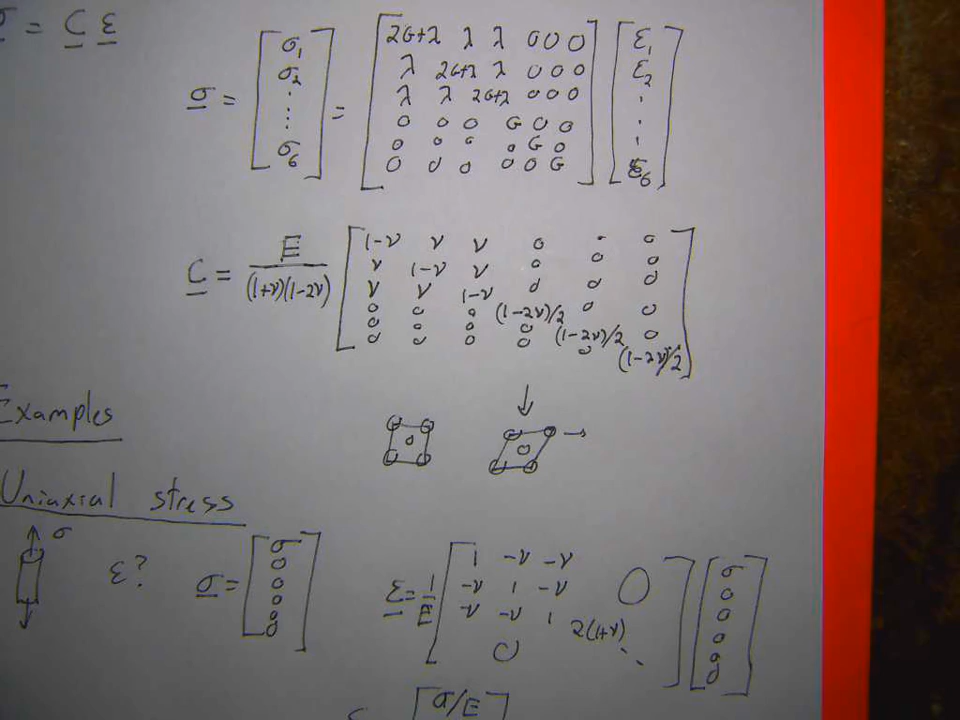 σ = C ε
σ = [σ1 σ2 . ⋮ σ6] = [2G+λ λ λ 0 0 0] [ε1 ε2 . . . ε6]
λ 2G+λ λ 0 0 0
λ λ 2G+λ 0 0 0
0 0 0 G 0 0
0 0 0 0 G 0
0 0 0 0 0 G
C = E/(1+ν)(1-2ν) [1-ν ν ν 0 0 0
ν 1-ν ν 0 0 0
ν ν 1-ν 0 0 0
0 0 0 (1-2ν)/2 0 0
0 0 0 0 (1-2ν)/2 0
0 0 0 0 0 (1-2ν)/2]
Examples
Uniaxial stress
σ ε? σ = [σ 0 0 0 0 0] ε = 1/E [1 -ν -ν 0] [σ 0 0 0 0 0]
-ν 1 -ν
-ν -ν 1
2(1+ν)
0 ⋱
σ/E